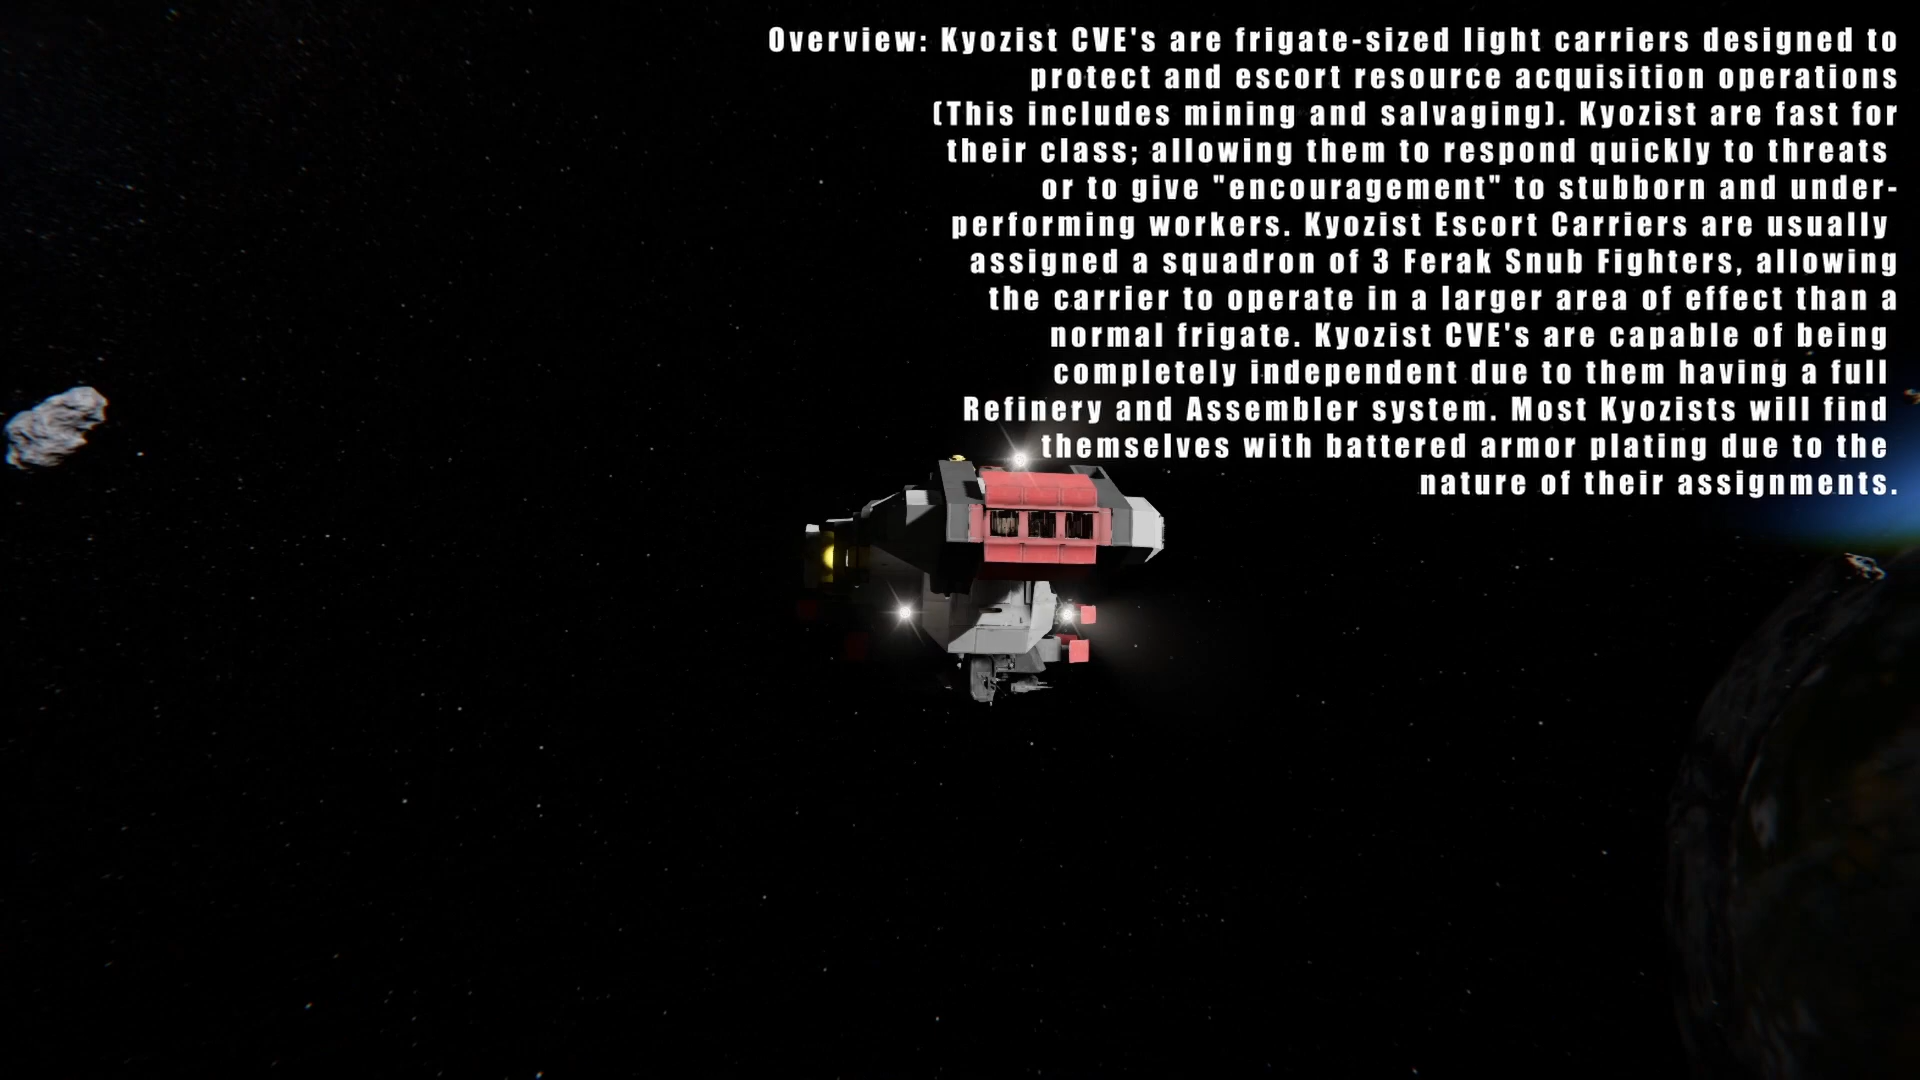 Overview: Kyozist CVE's are frigate-sized light carriers designed to
protect and escort resource acquisition operations
(This includes mining and salvaging). Kyozist are fast for
their class; allowing them to respond quickly to threats
or to give "encouragement" to stubborn and under-
performing workers. Kyozist Escort Carriers are usually
assigned a squadron of 3 Ferak Snub Fighters, allowing
the carrier to operate in a larger area of effect than a
normal frigate. Kyozist CVE's are capable of being
completely independent due to them having a full
Refinery and Assembler system. Most Kyozists will find
themselves with battered armor plating due to the
nature of their assignments.